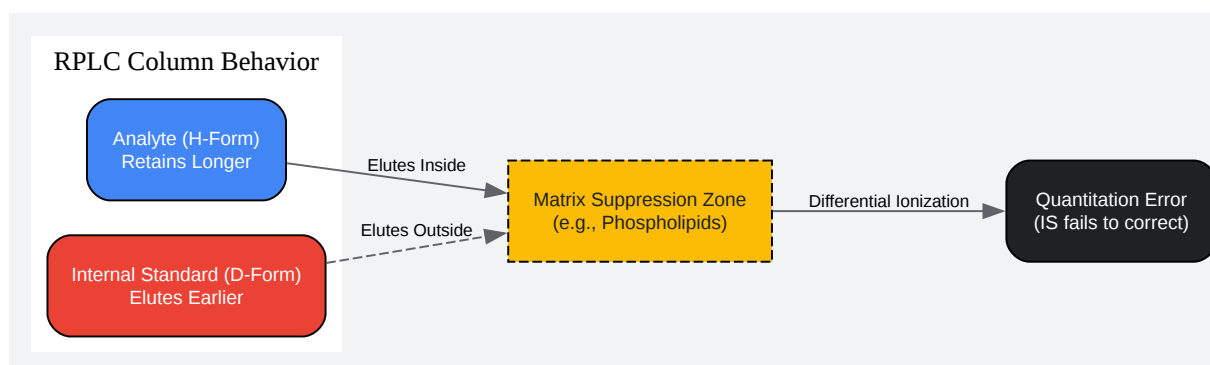 RPLC Column Behavior
Analyte (H-Form)
Retains Longer
Elutes Inside
Internal Standard (D-Form)
Elutes Earlier
Elutes Outside
Matrix Suppression Zone
(e.g., Phospholipids)
Differential Ionization
Quantitation Error
(IS fails to correct)